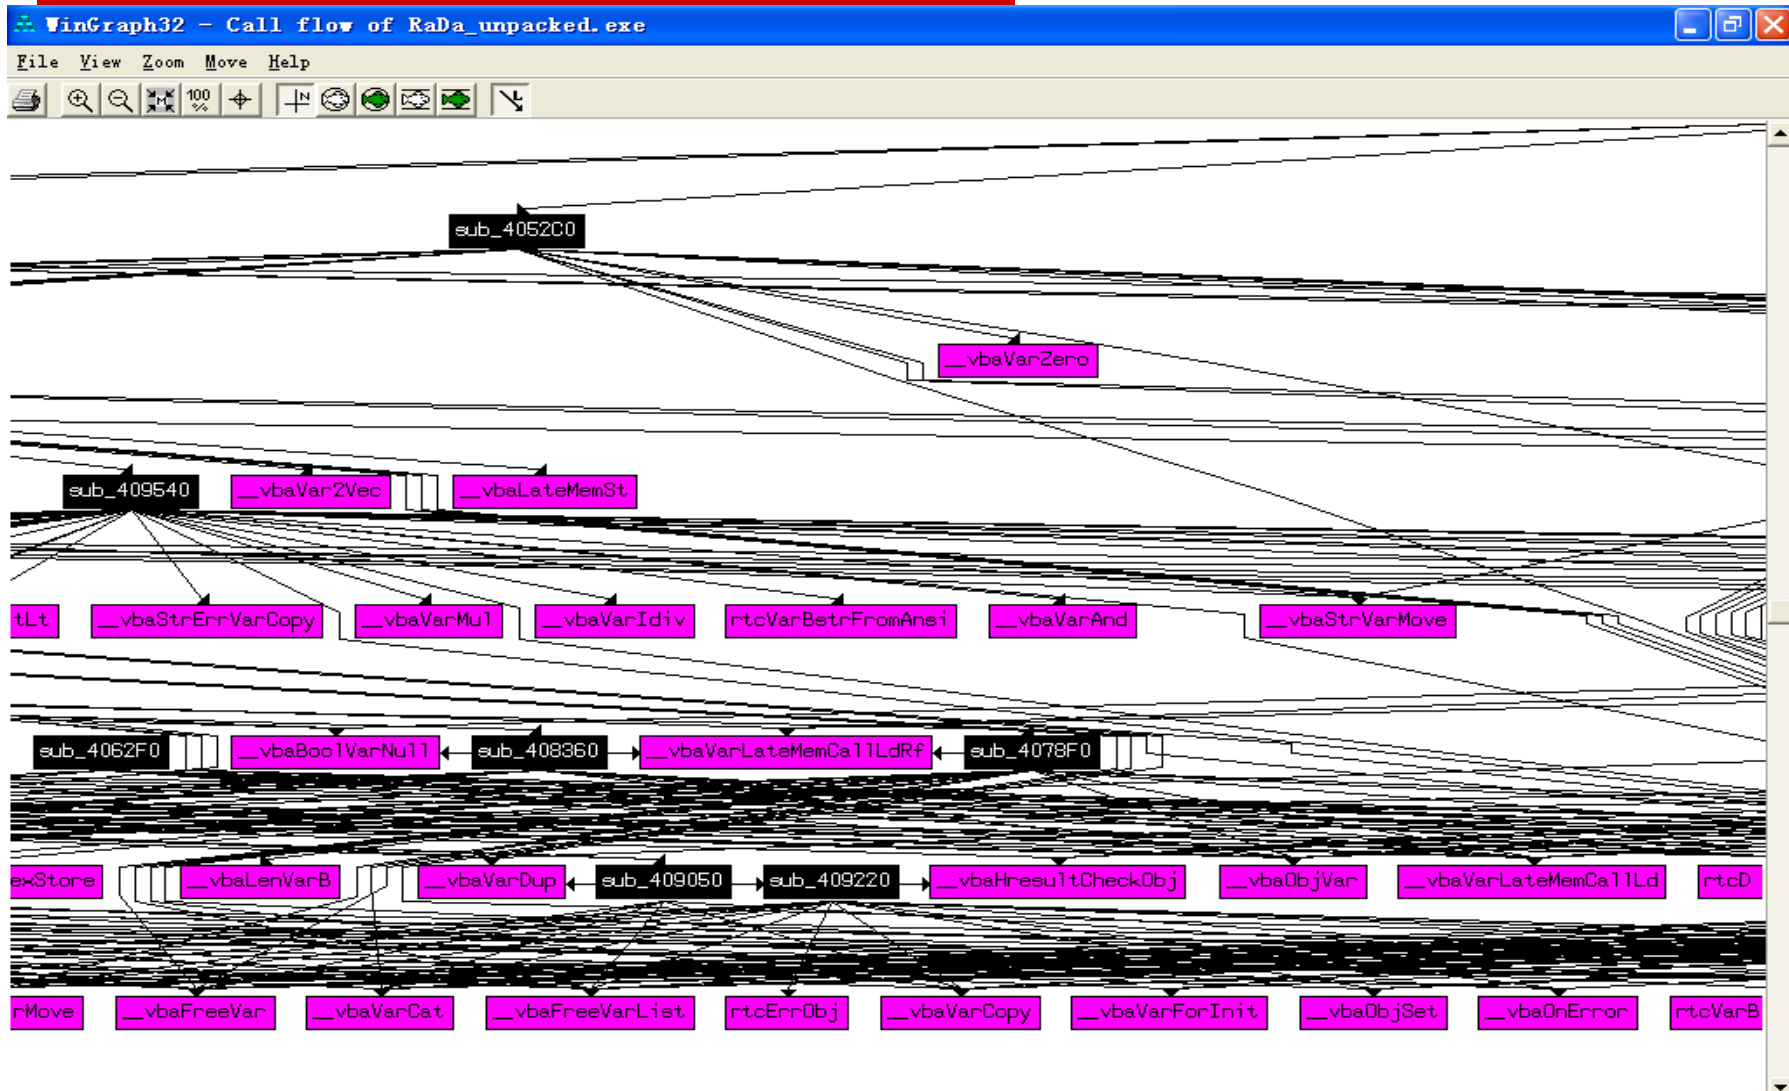 WinGraph32 - Call flow of RaDa_unpacked.exe
File View Zoom Move Help
100 %
sub_4052C0
__vbaVarZero
sub_409540 __vbaVar2Vec __vbaLateMemSt
tLt __vbaStrErrVarCopy __vbaVarMul __vbaVarIdiv rtcVarBstrFromAnsi __vbaVarAnd __vbaStrVarMove
sub_4062F0 __vbaBoolVarNull sub_408360 __vbaVarLateMemCallLdRf sub_4078F0
exStore __vbaLenVarB __vbaVarDup sub_409050 sub_409220 __vbaHresultCheckObj __vbaObjVar __vbaVarLateMemCallLd rtcD
rMove __vbaFreeVar __vbaVarCat __vbaFreeVarList rtcErrObj __vbaVarCopy __vbaVarForInit __vbaObjSet __vbaOnError rtcVarB